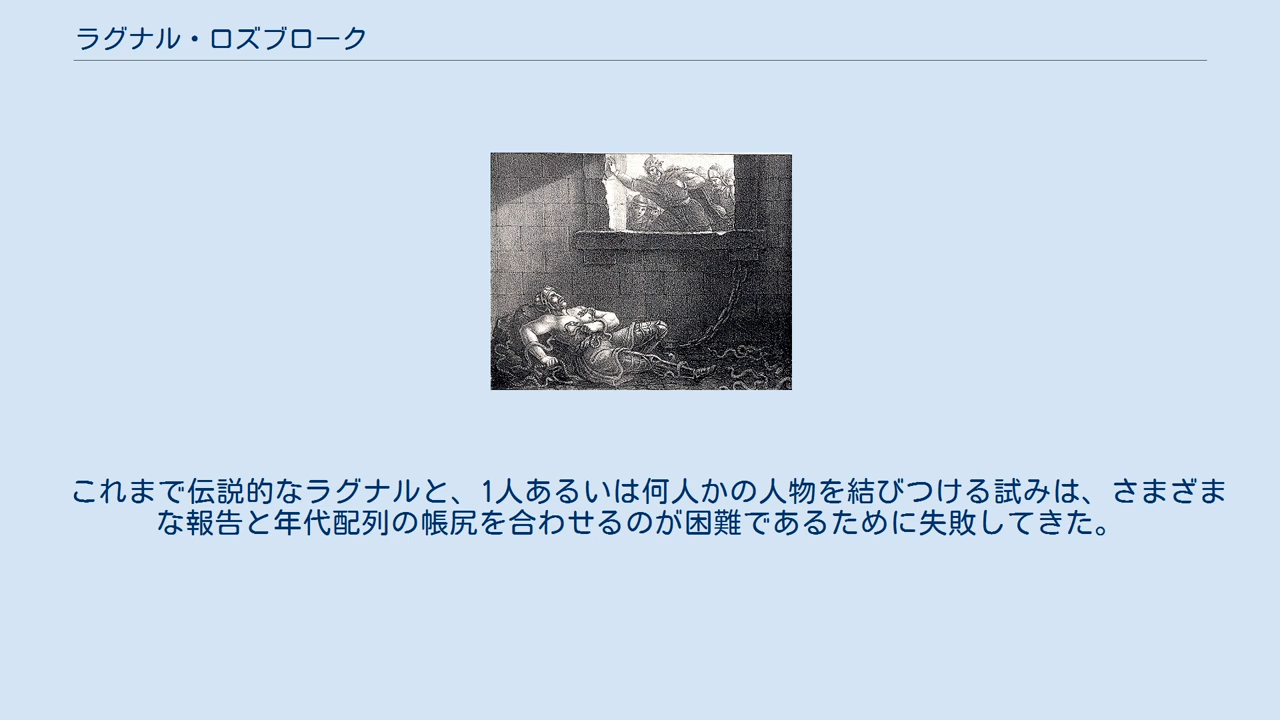 ラグナル・ロズブローク
これまで伝説的なラグナルと、1人あるいは何人かの人物を結びつける試みは、さまざま
な報告と年代配列の帳尻を合わせるのが困難であるために失敗してきた。